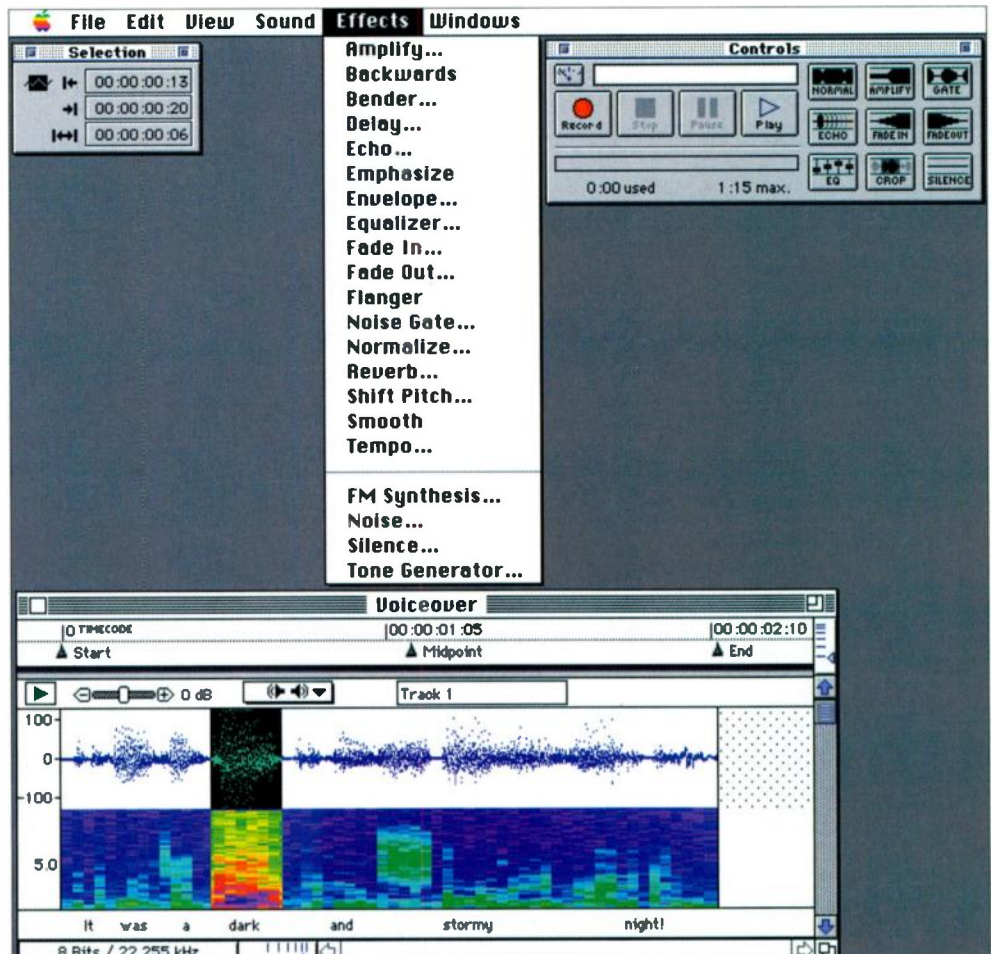 File Edit View Sound Effects Windows
Selection
00:00:00:13
00:00:00:20
00:00:00:06
Amplify...
Backwards
Bender...
Delay...
Echo...
Emphasize
Envelope...
Equalizer...
Fade In...
Fade Out...
Flanger
Noise Gate...
Normalize...
Reverb...
Shift Pitch...
Smooth
Tempo...
FM Synthesis...
Noise...
Silence...
Tone Generator...
Controls
Record Stop Pause Play
0:00 used 1:15 max.
NORMAL AMPLIFY GATE
ECHO FADE IN FADE OUT
EQ CROP SILENCE
Voiceover
0 TIMECODE 00:00:01:05 00:00:02:10
Start Midpoint End
0 dB Track 1
100
0
-100
5.0
It was a dark and stormy night!
8 Bits / 22.255 kHz